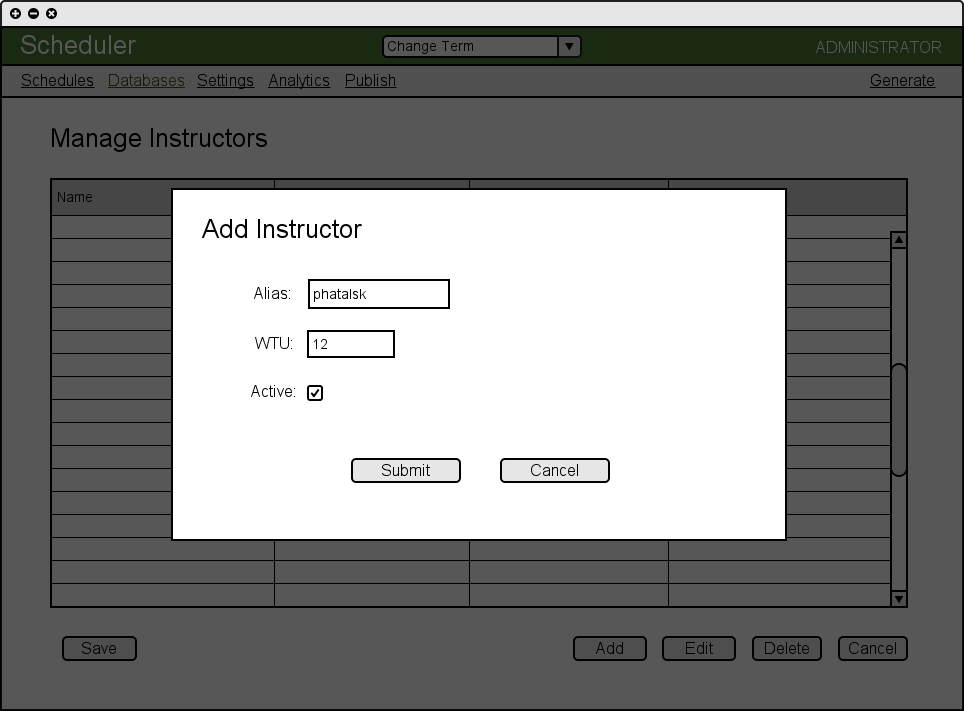 Scheduler
Change Term
ADMINISTRATOR
Schedules Databases Settings Analytics Publish Generate
Manage Instructors
Name
Add Instructor
Alias: phatalsk
WTU: 12
Active:
Submit Cancel
Save Add Edit Delete Cancel